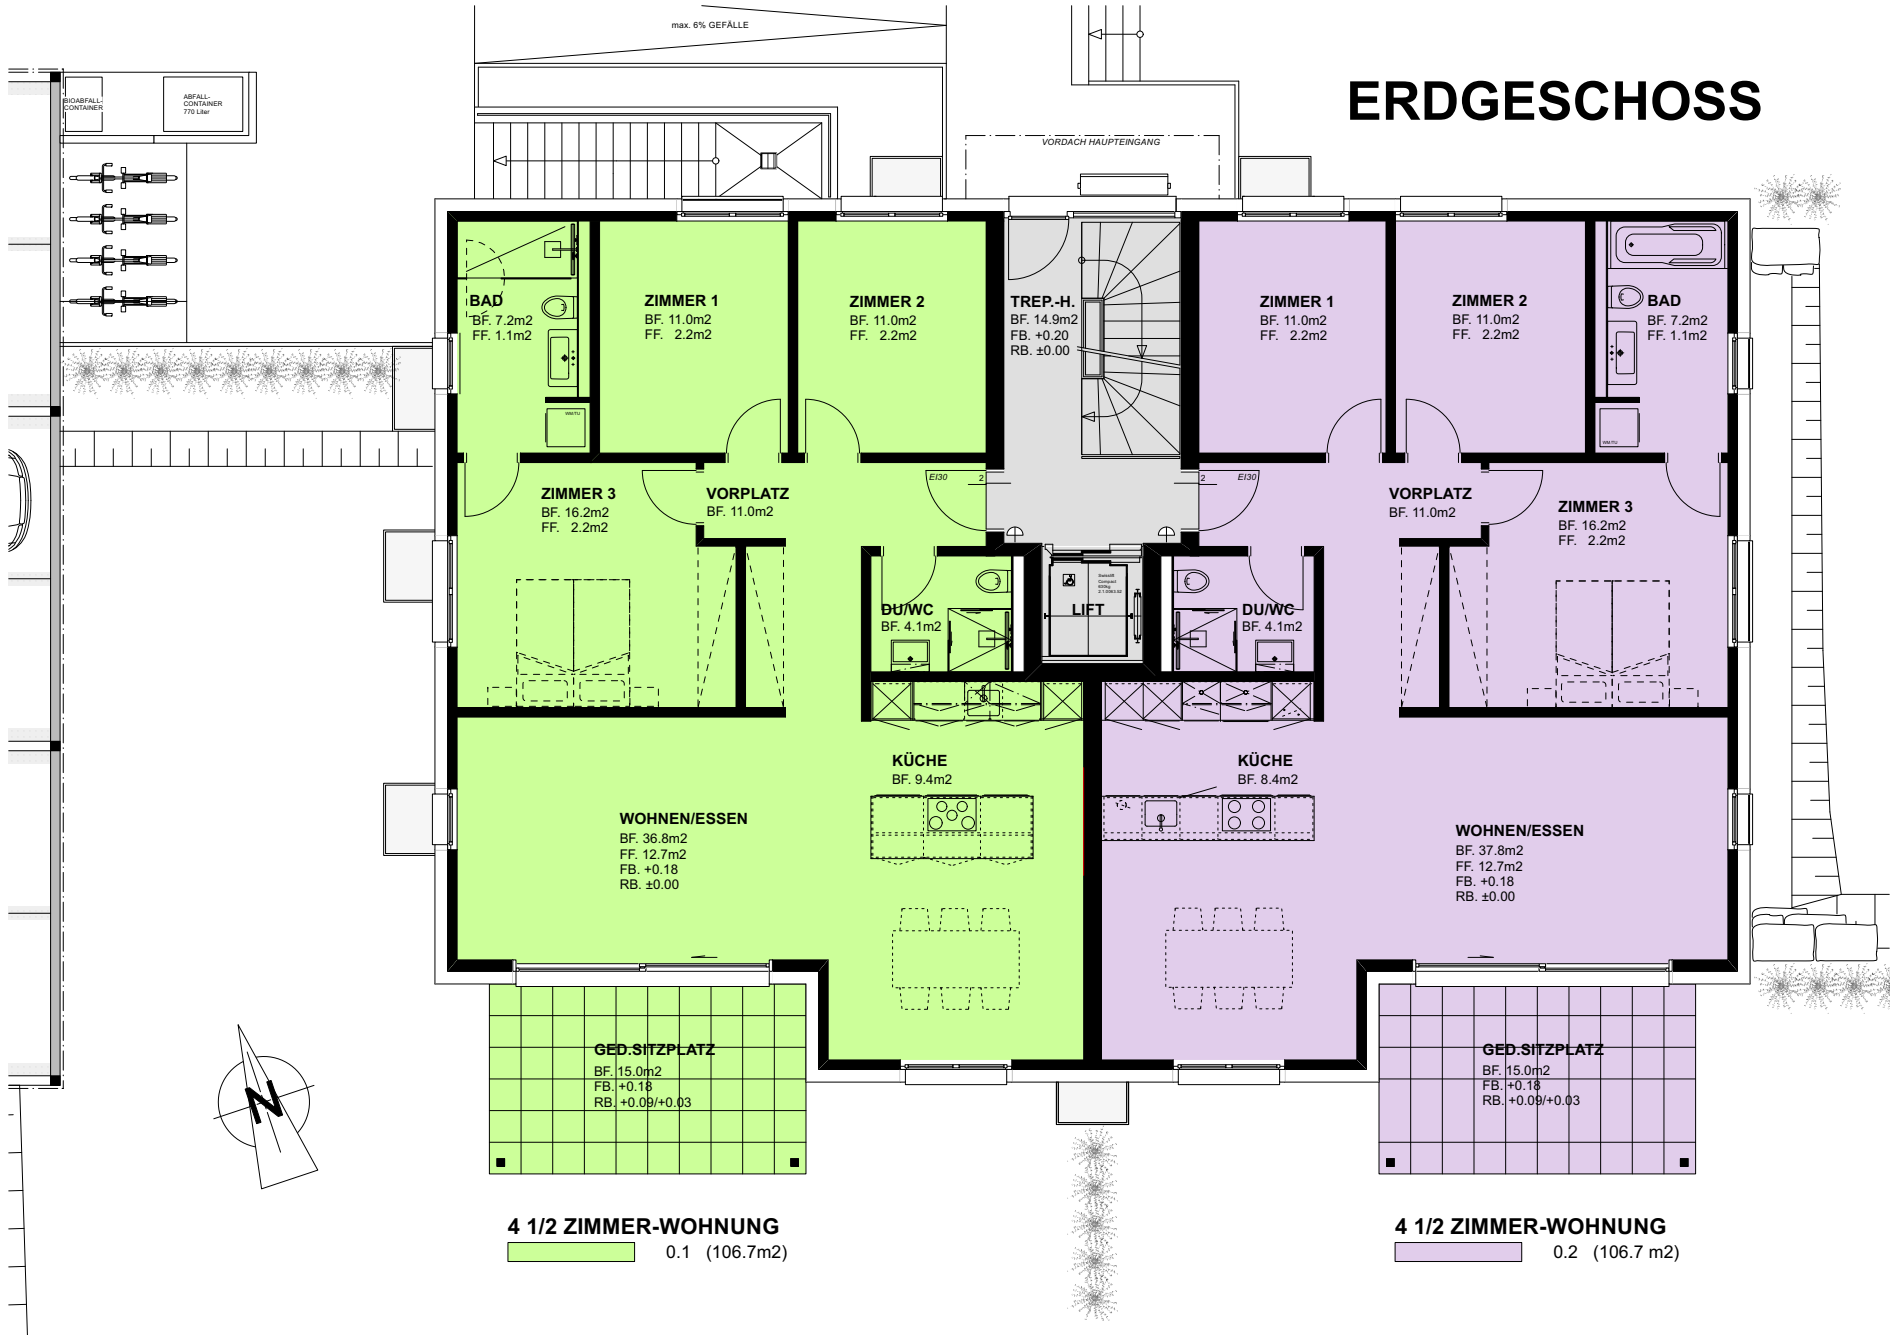 max. 6% GEFÄLLE
ERDGESCHOSS
BIOABFALL-
CONTAINER
ABFALL-
CONTAINER
770 Liter
VORDACH HAUPTEINGANG
BAD
BF. 7.2m2
FF. 1.1m2
ZIMMER 1
BF. 11.0m2
FF. 2.2m2
ZIMMER 2
BF. 11.0m2
FF. 2.2m2
TREP.-H.
BF. 14.9m2
FB. +0.20
RB. ±0.00
ZIMMER 1
BF. 11.0m2
FF. 2.2m2
ZIMMER 2
BF. 11.0m2
FF. 2.2m2
BAD
BF. 7.2m2
FF. 1.1m2
WM/TU
WM/TU
ZIMMER 3
BF. 16.2m2
FF. 2.2m2
VORPLATZ
BF. 11.0m2
EI30
2
2
EI30
VORPLATZ
BF. 11.0m2
ZIMMER 3
BF. 16.2m2
FF. 2.2m2
DU/WC
BF. 4.1m2
LIFT
DU/WC
BF. 4.1m2
KÜCHE
BF. 9.4m2
KÜCHE
BF. 8.4m2
WOHNEN/ESSEN
BF. 36.8m2
FF. 12.7m2
FB. +0.18
RB. ±0.00
WOHNEN/ESSEN
BF. 37.8m2
FF. 12.7m2
FB. +0.18
RB. ±0.00
GED.SITZPLATZ
BF. 15.0m2
FB. +0.18
RB. +0.09/+0.03
GED.SITZPLATZ
BF. 15.0m2
FB. +0.18
RB. +0.09/+0.03
N
4 1/2 ZIMMER-WOHNUNG
0.1 (106.7m2)
4 1/2 ZIMMER-WOHNUNG
0.2 (106.7 m2)